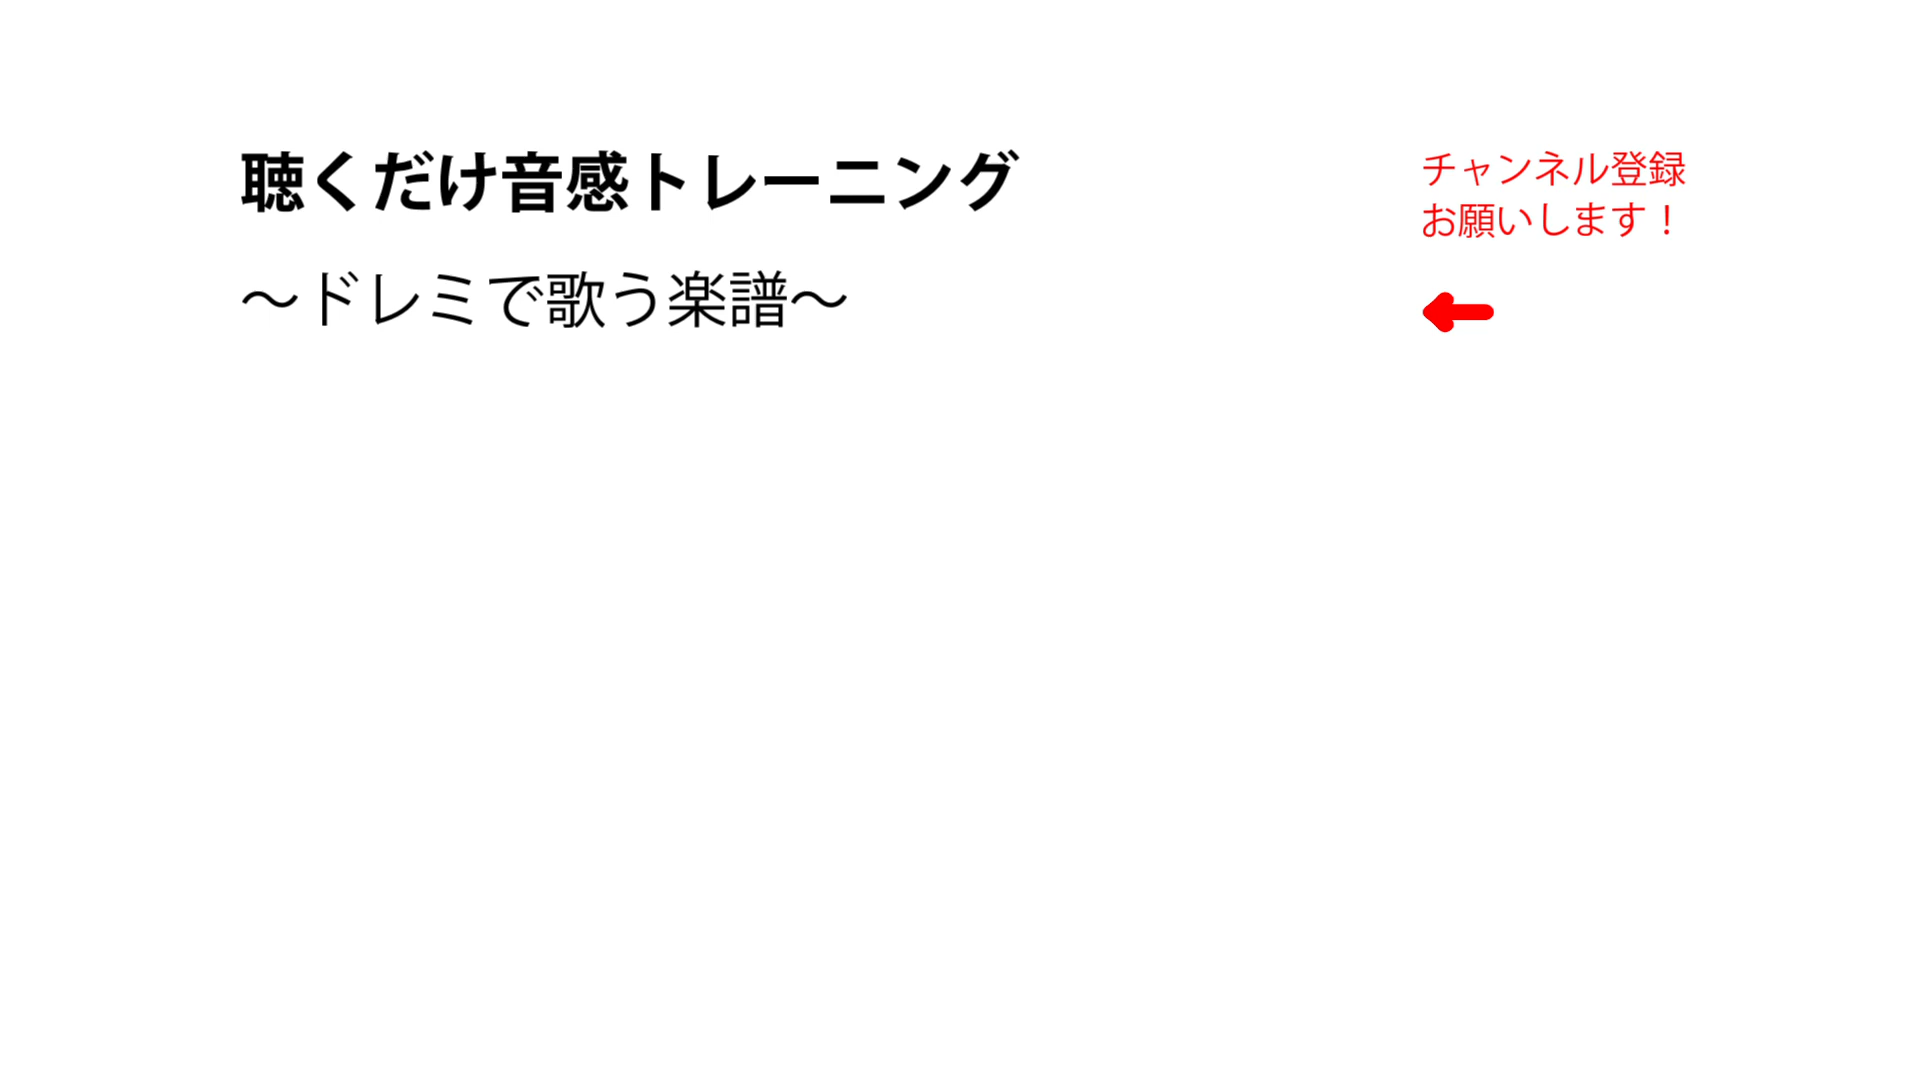 聴くだけ音感トレーニング
～ドレミで歌う楽譜～
チャンネル登録
お願いします！